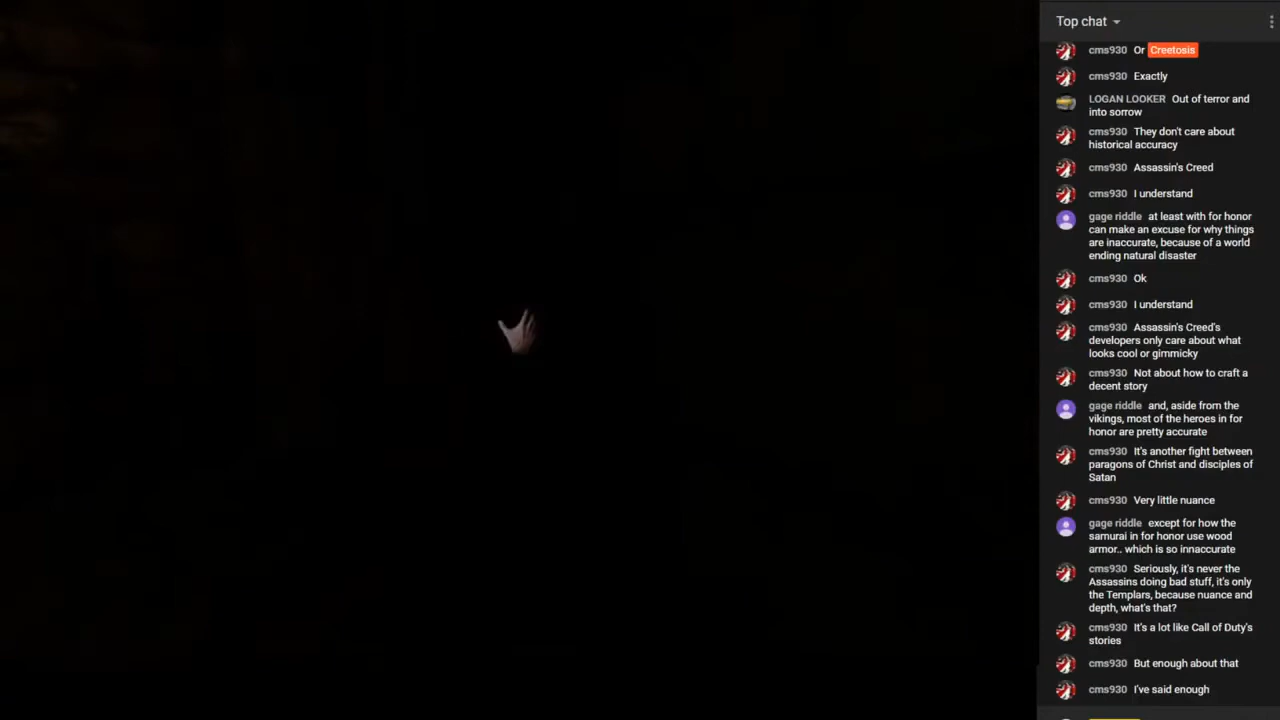 Top chat
cms930 Or Creetosis
cms930 Exactly
LOGAN LOOKER Out of terror and
into sorrow
cms930 They don't care about
historical accuracy
cms930 Assassin's Creed
cms930 I understand
gage riddle at least with for honor
can make an excuse for why things
are inaccurate, because of a world
ending natural disaster
cms930 Ok
cms930 I understand
cms930 Assassin's Creed's
developers only care about what
looks cool or gimmicky
cms930 Not about how to craft a
decent story
gage riddle and, aside from the
vikings, most of the heroes in for
honor are pretty accurate
cms930 It's another fight between
paragons of Christ and disciples of
Satan
cms930 Very little nuance
gage riddle except for how the
samurai in for honor use wood
armor.. which is so innaccurate
cms930 Seriously, it's never the
Assassins doing bad stuff, it's only
the Templars, because nuance and
depth, what's that?
cms930 It's a lot like Call of Duty's
stories
cms930 But enough about that
cms930 I've said enough